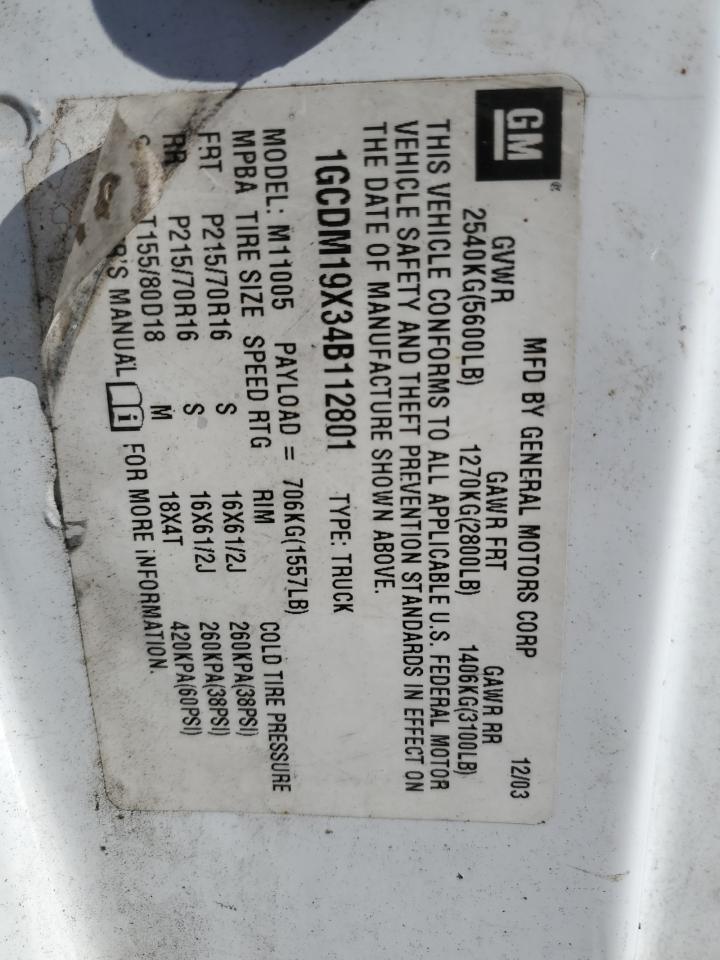 GM ®
MFD BY GENERAL MOTORS CORP 12/03
GVWR GAWR FRT GAWR RR
2540KG(5600LB) 1270KG(2800LB) 1406KG(3100LB)
THIS VEHICLE CONFORMS TO ALL APPLICABLE U.S. FEDERAL MOTOR
VEHICLE SAFETY AND THEFT PREVENTION STANDARDS IN EFFECT ON
THE DATE OF MANUFACTURE SHOWN ABOVE.
1GCDM19X34B112801 TYPE: TRUCK
MODEL: M11005 PAYLOAD = 706KG(1557LB)
MPBA TIRE SIZE SPEED RTG RIM COLD TIRE PRESSURE
FRT P215/70R16 S 16X61/2J 260KPA(38PSI)
RR P215/70R16 S 16X61/2J 260KPA(38PSI)
T155/80D18 M 18X4T 420KPA(60PSI)
R'S MANUAL i FOR MORE INFORMATION.